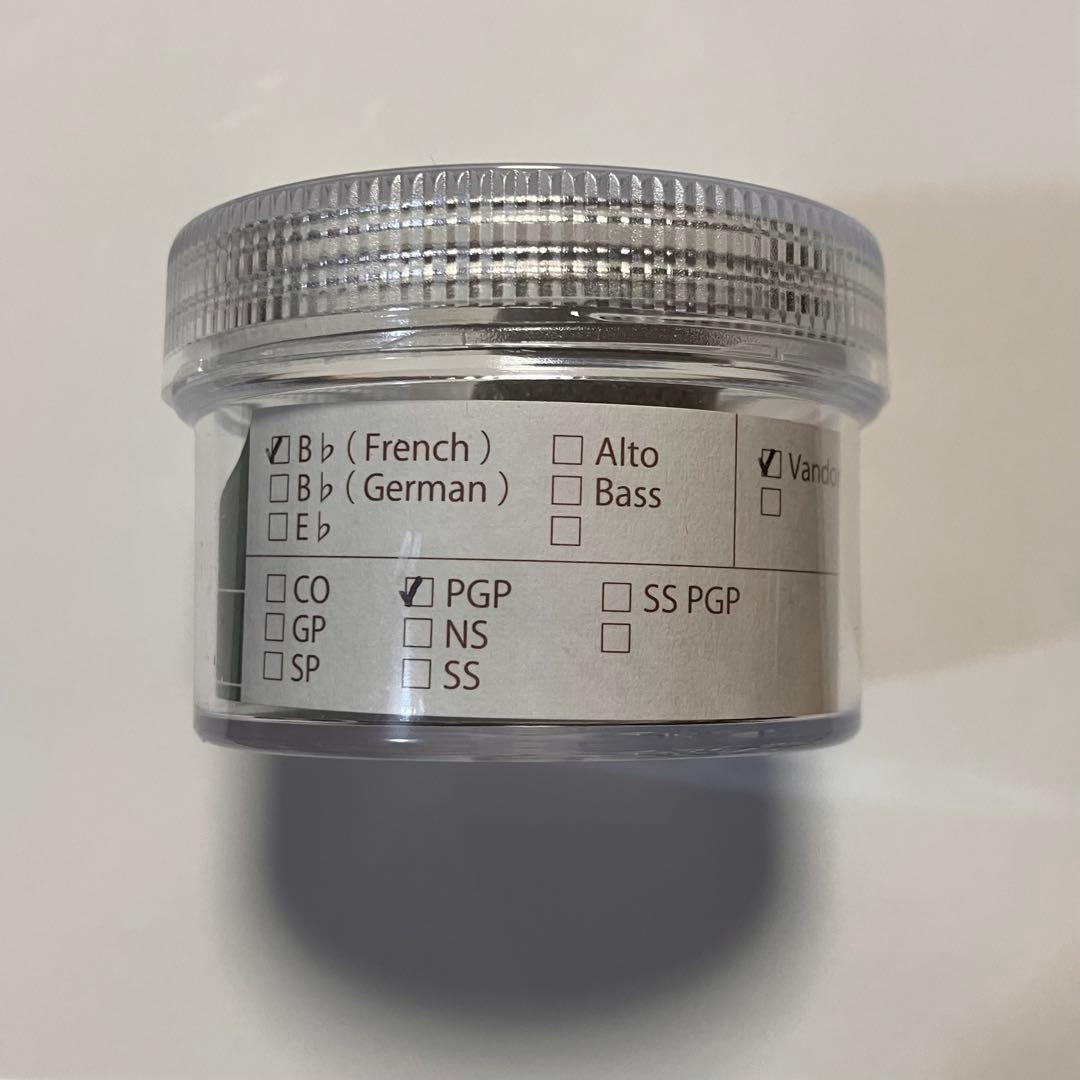 ☑ B♭ ( French )
☐ B♭ ( German )
☐ E♭
☐ Alto
☐ Bass
☐
☑ Vando
☐
☐ CO
☐ GP
☐ SP
☑ PGP
☐ NS
☐ SS
☐ SS PGP
☐